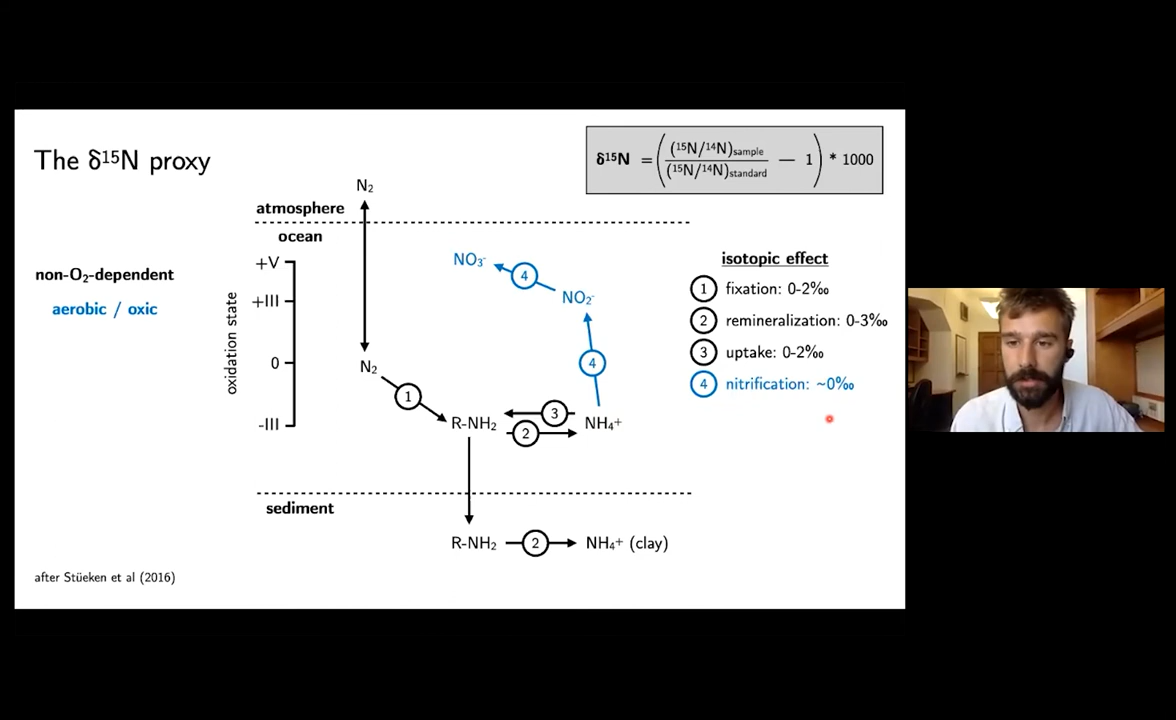 The δ¹⁵N proxy
δ¹⁵N = ( (¹⁵N/¹⁴N)sample / (¹⁵N/¹⁴N)standard − 1 ) * 1000
N₂
atmosphere
ocean
non-O₂-dependent
aerobic / oxic
oxidation state
+V
+III
0
-III
NO₃⁻
4
NO₂⁻
4
N₂
1
R-NH₂
3
2
NH₄⁺
isotopic effect
1 fixation: 0-2‰
2 remineralization: 0-3‰
3 uptake: 0-2‰
4 nitrification: ~0‰
sediment
R-NH₂ 2 NH₄⁺ (clay)
after Stüeken et al (2016)